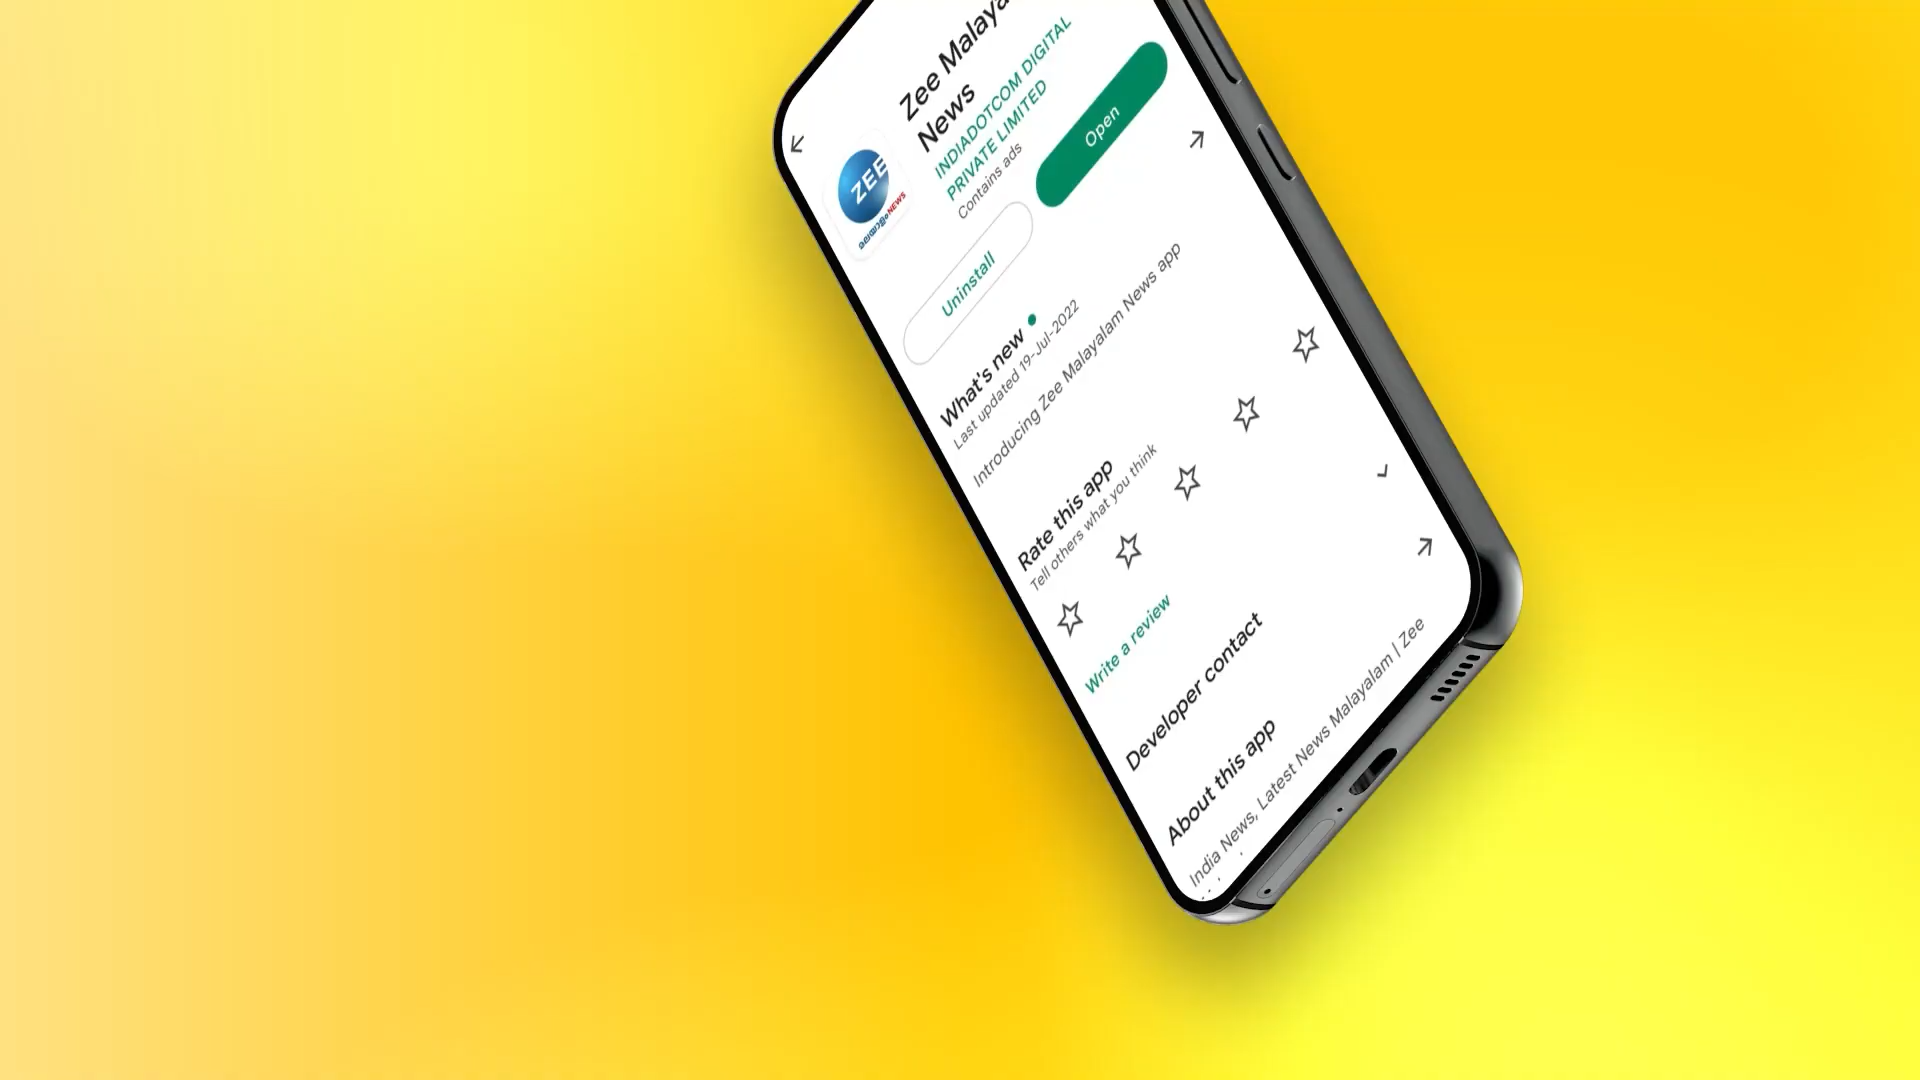 Zee Malaya
News
INDIADOTCOM DIGITAL
PRIVATE LIMITED
Contains ads
ZEE
മലയാളം NEWS
Uninstall
Open
What's new
Last updated 19-Jul-2022
Introducing Zee Malayalam News app
Rate this app
Tell others what you think
Write a review
Developer contact
About this app
India News, Latest News Malayalam | Zee